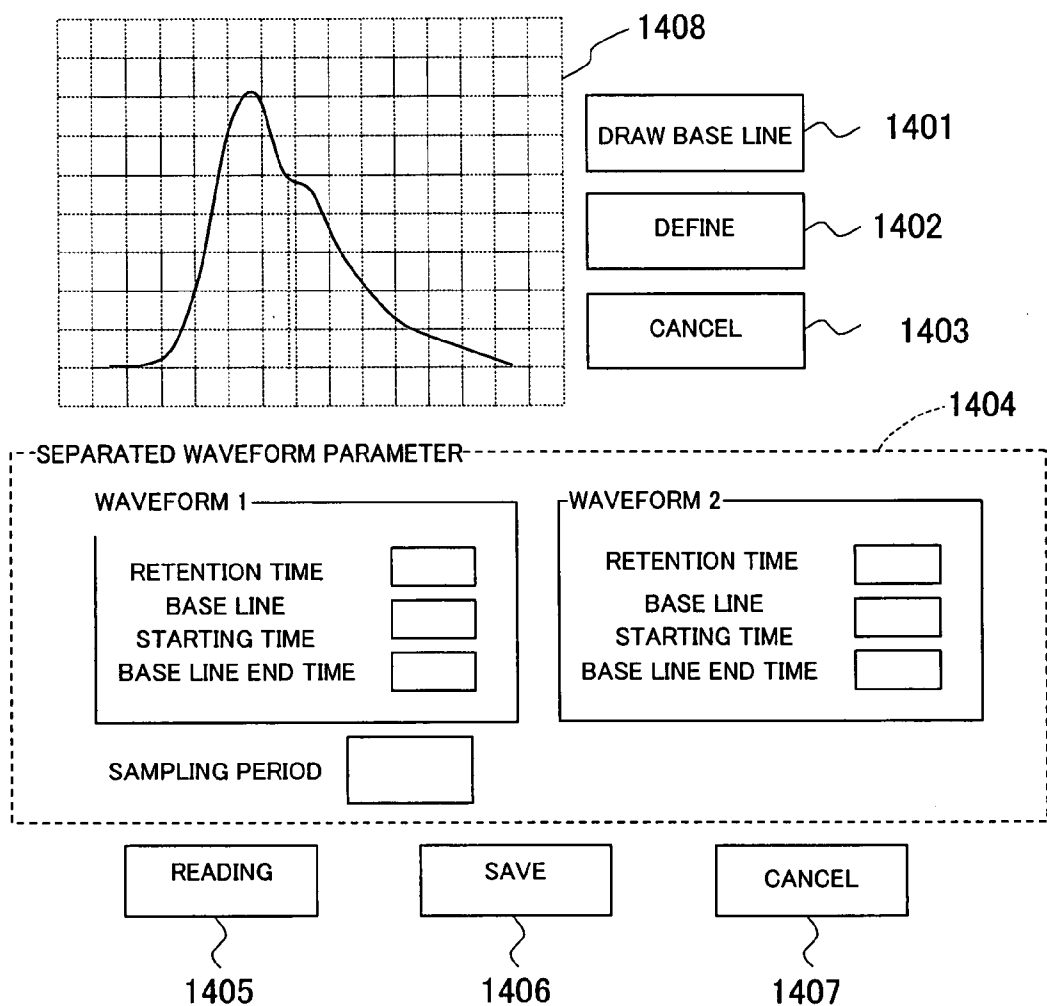 1408
DRAW BASE LINE
1401
DEFINE
1402
CANCEL
1403
1404
SEPARATED WAVEFORM PARAMETER
WAVEFORM 1
RETENTION TIME
BASE LINE
STARTING TIME
BASE LINE END TIME
WAVEFORM 2
RETENTION TIME
BASE LINE
STARTING TIME
BASE LINE END TIME
SAMPLING PERIOD
READING
SAVE
CANCEL
1405
1406
1407